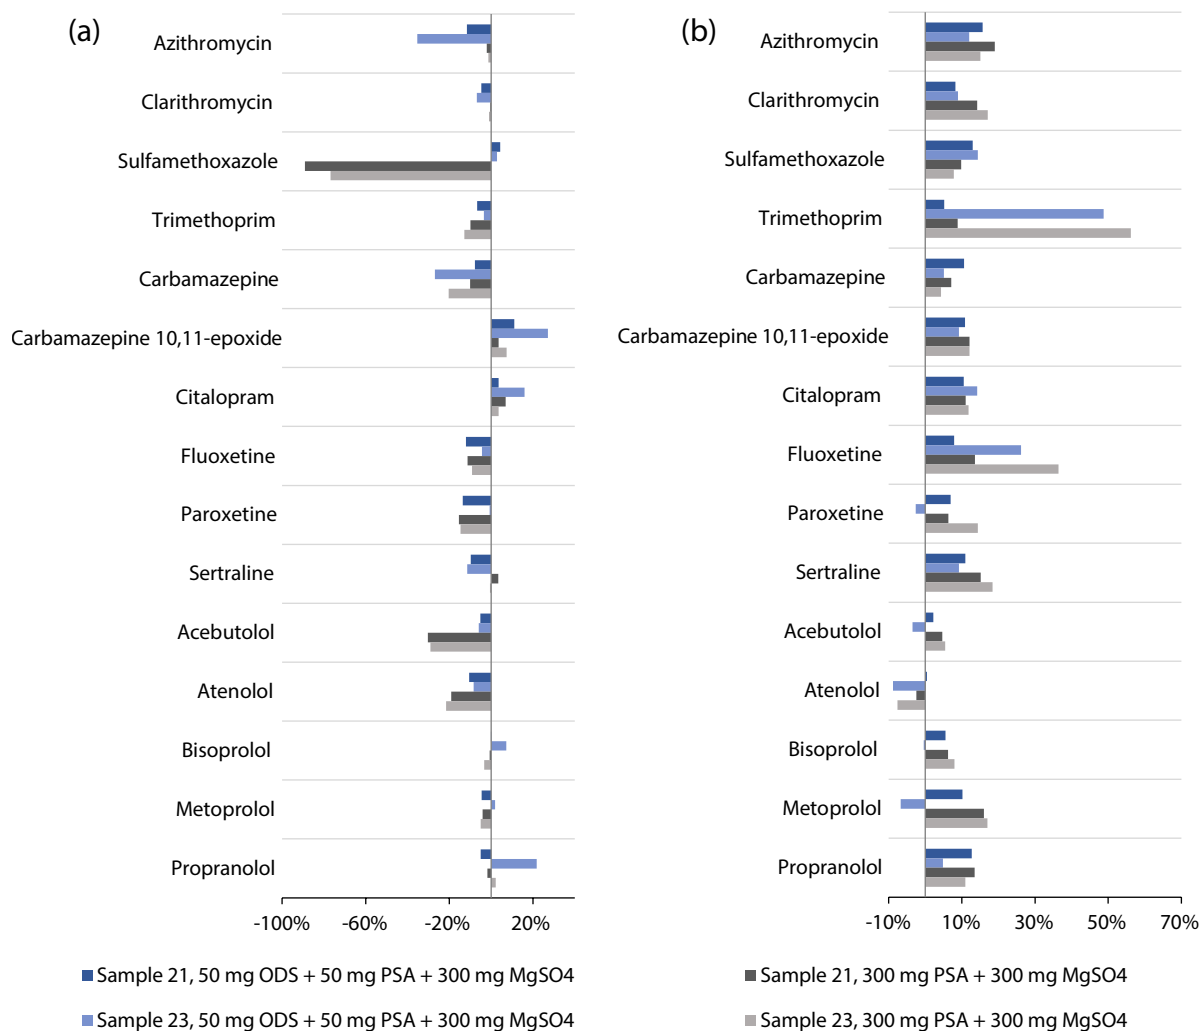 (a)
Azithromycin
Clarithromycin
Sulfamethoxazole
Trimethoprim
Carbamazepine
Carbamazepine 10,11-epoxide
Citalopram
Fluoxetine
Paroxetine
Sertraline
Acebutolol
Atenolol
Bisoprolol
Metoprolol
Propranolol
-100% -60% -20% 20%
(b)
Azithromycin
Clarithromycin
Sulfamethoxazole
Trimethoprim
Carbamazepine
Carbamazepine 10,11-epoxide
Citalopram
Fluoxetine
Paroxetine
Sertraline
Acebutolol
Atenolol
Bisoprolol
Metoprolol
Propranolol
-10% 10% 30% 50% 70%
Sample 21, 50 mg ODS + 50 mg PSA + 300 mg MgSO4
Sample 23, 50 mg ODS + 50 mg PSA + 300 mg MgSO4
Sample 21, 300 mg PSA + 300 mg MgSO4
Sample 23, 300 mg PSA + 300 mg MgSO4